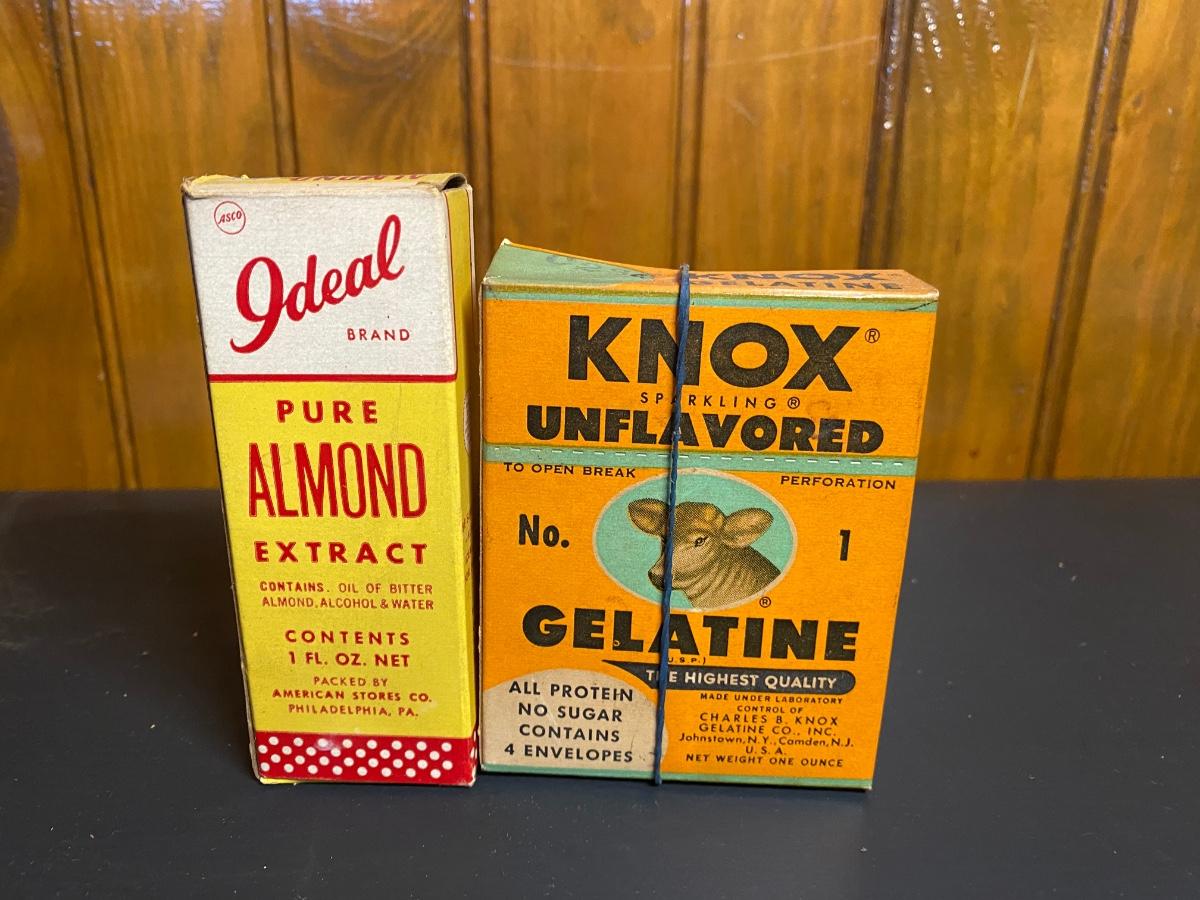 ASCO
Ideal
BRAND
PURE
ALMOND
EXTRACT
CONTAINS. OIL OF BITTER
ALMOND, ALCOHOL & WATER
CONTENTS
1 FL. OZ. NET
PACKED BY
AMERICAN STORES CO.
PHILADELPHIA, PA.
KNOX
GELATINE
KNOX®
SPARKLING®
UNFLAVORED
TO OPEN BREAK PERFORATION
No. 1
®
GELATINE
U.S.P.)
THE HIGHEST QUALITY
ALL PROTEIN
NO SUGAR
CONTAINS
4 ENVELOPES
MADE UNDER LABORATORY
CONTROL OF
CHARLES B. KNOX
GELATINE CO., INC.
Johnstown, N.Y., Camden, N.J.
U.S.A.
NET WEIGHT ONE OUNCE